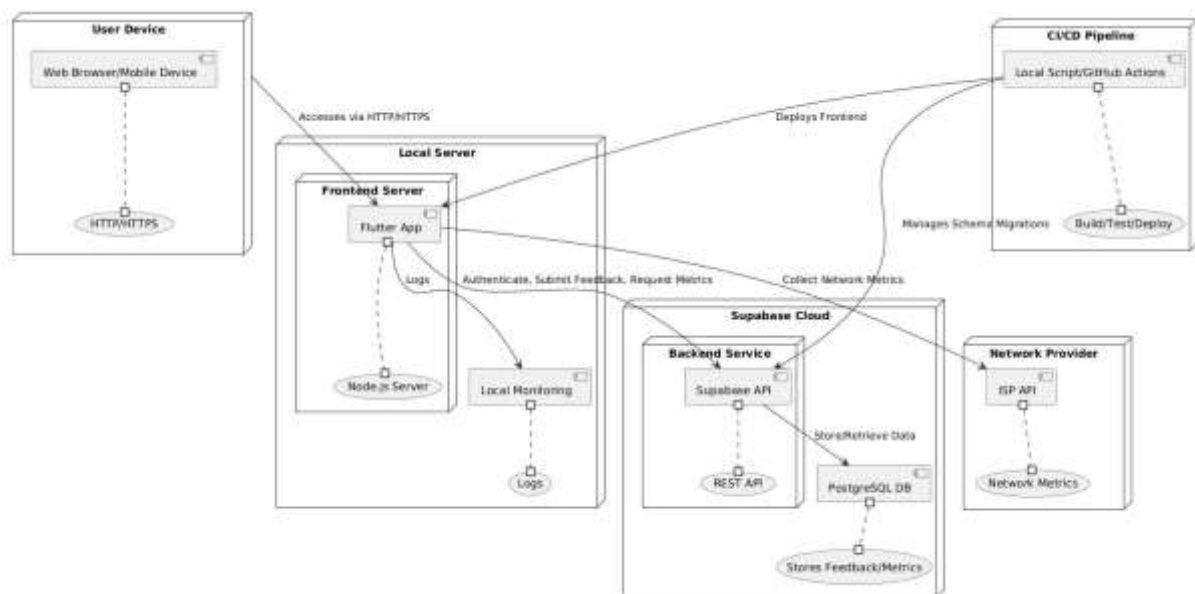 User Device
Web Browser/Mobile Device
HTTP/HTTPS
CI/CD Pipeline
Local Script/GitHub Actions
Build/Test/Deploy
Accesses via HTTP/HTTPS
Deploys Frontend
Manages Schema Migrations
Local Server
Frontend Server
Flutter App
Logs
Authenticate, Submit Feedback, Request Metrics
Collect Network Metrics
Node.js Server
Local Monitoring
Logs
Supabase Cloud
Backend Service
Supabase API
Store/Retrieve Data
REST API
PostgreSQL DB
Stores Feedback/Metrics
Network Provider
ISP API
Network Metrics